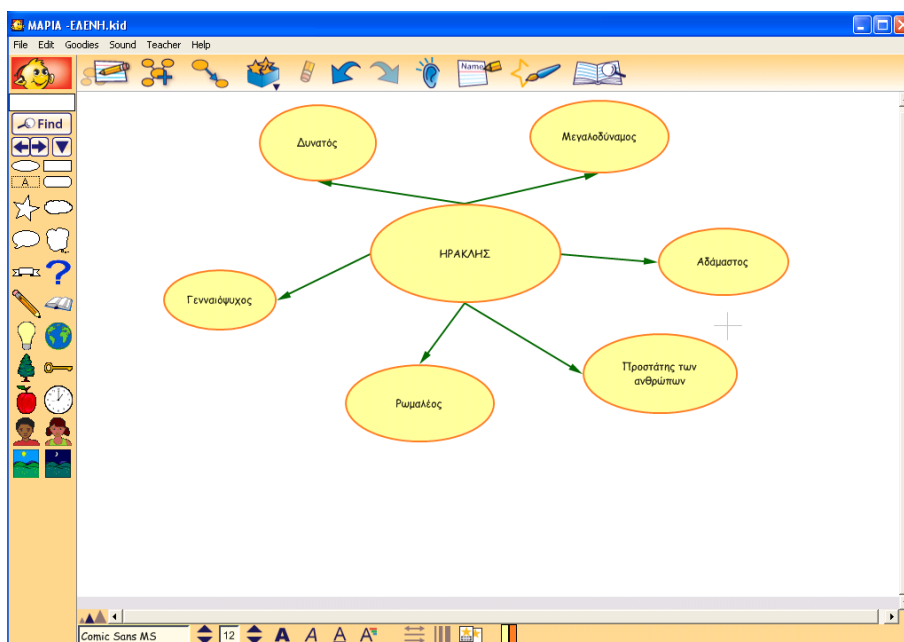 ΜΑΡΙΑ -ΕΛΕΝΗ.kid
File Edit Goodies Sound Teacher Help
Name
Find
A
Δυνατός
Μεγαλοδύναμος
ΗΡΑΚΛΗΣ
Αδάμαστος
Γενναιόψυχος
Προστάτης των
ανθρώπων
Ρωμαλέος
Comic Sans MS 12 A A A A